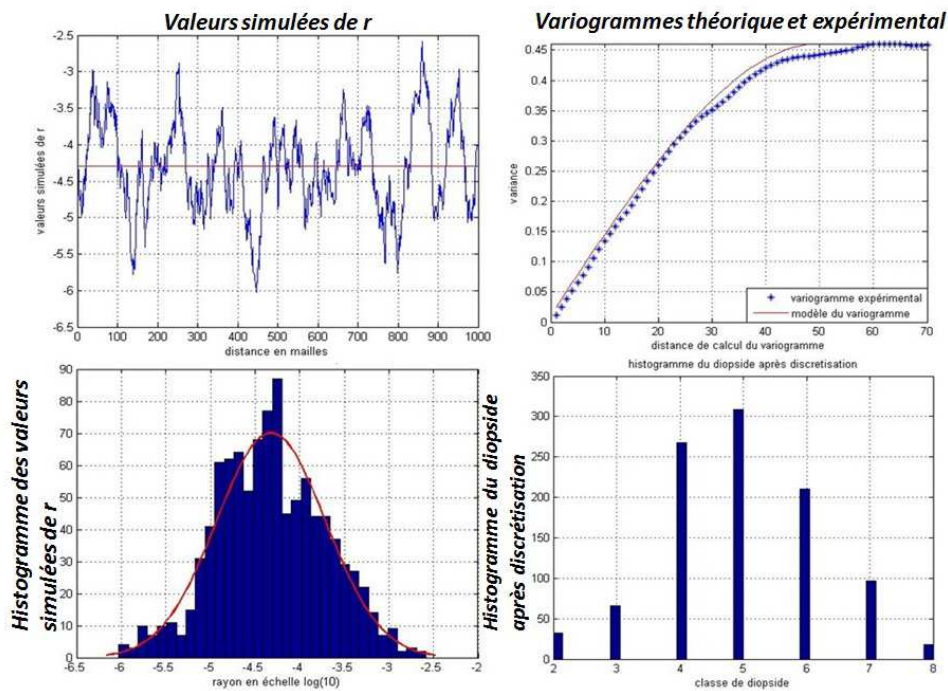 Valeurs simulées de r
-2.5
-3
-3.5
-4
-4.5
-5
-5.5
-6
-6.5
valeurs simulées de r
0 100 200 300 400 500 600 700 800 900 1000
distance en mailles
Variogrammes théorique et expérimental
0.45
0.4
0.35
0.3
0.25
0.2
0.15
0.1
0.05
0
variance
variogramme expérimental
modèle du variogramme
0 10 20 30 40 50 60 70
distance de calcul du variogramme
Histogramme des valeurs
simulées de r
90
80
70
60
50
40
30
20
10
0
-6.5 -6 -5.5 -5 -4.5 -4 -3.5 -3 -2.5 -2
rayon en échelle log(10)
histogramme du diopside après discretisation
Histogramme du diopside
après discrétisation
350
300
250
200
150
100
50
0
2 3 4 5 6 7 8
classe de diopside